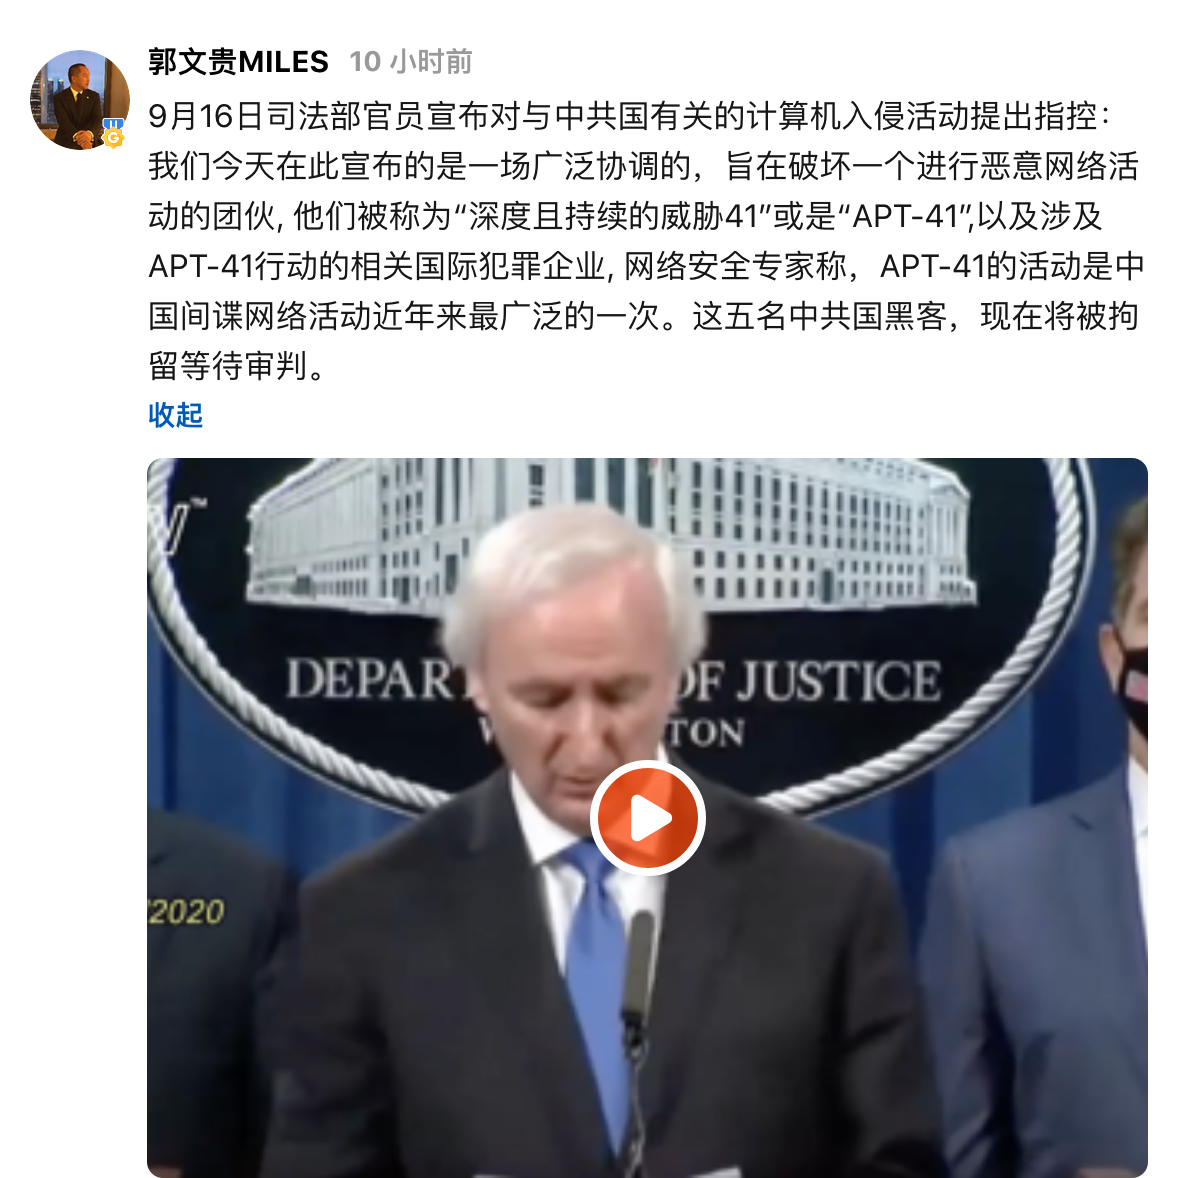 郭文贵MILES 10 小时前
9月16日司法部官员宣布对与中共国有关的计算机入侵活动提出指控：
我们今天在此宣布的是一场广泛协调的，旨在破坏一个进行恶意网络活
动的团伙, 他们被称为“深度且持续的威胁41”或是“APT-41”,以及涉及
APT-41行动的相关国际犯罪企业, 网络安全专家称，APT-41的活动是中
国间谍网络活动近年来最广泛的一次。这五名中共国黑客，现在将被拘
留等待审判。
收起
™
OF JUSTICE
/2020